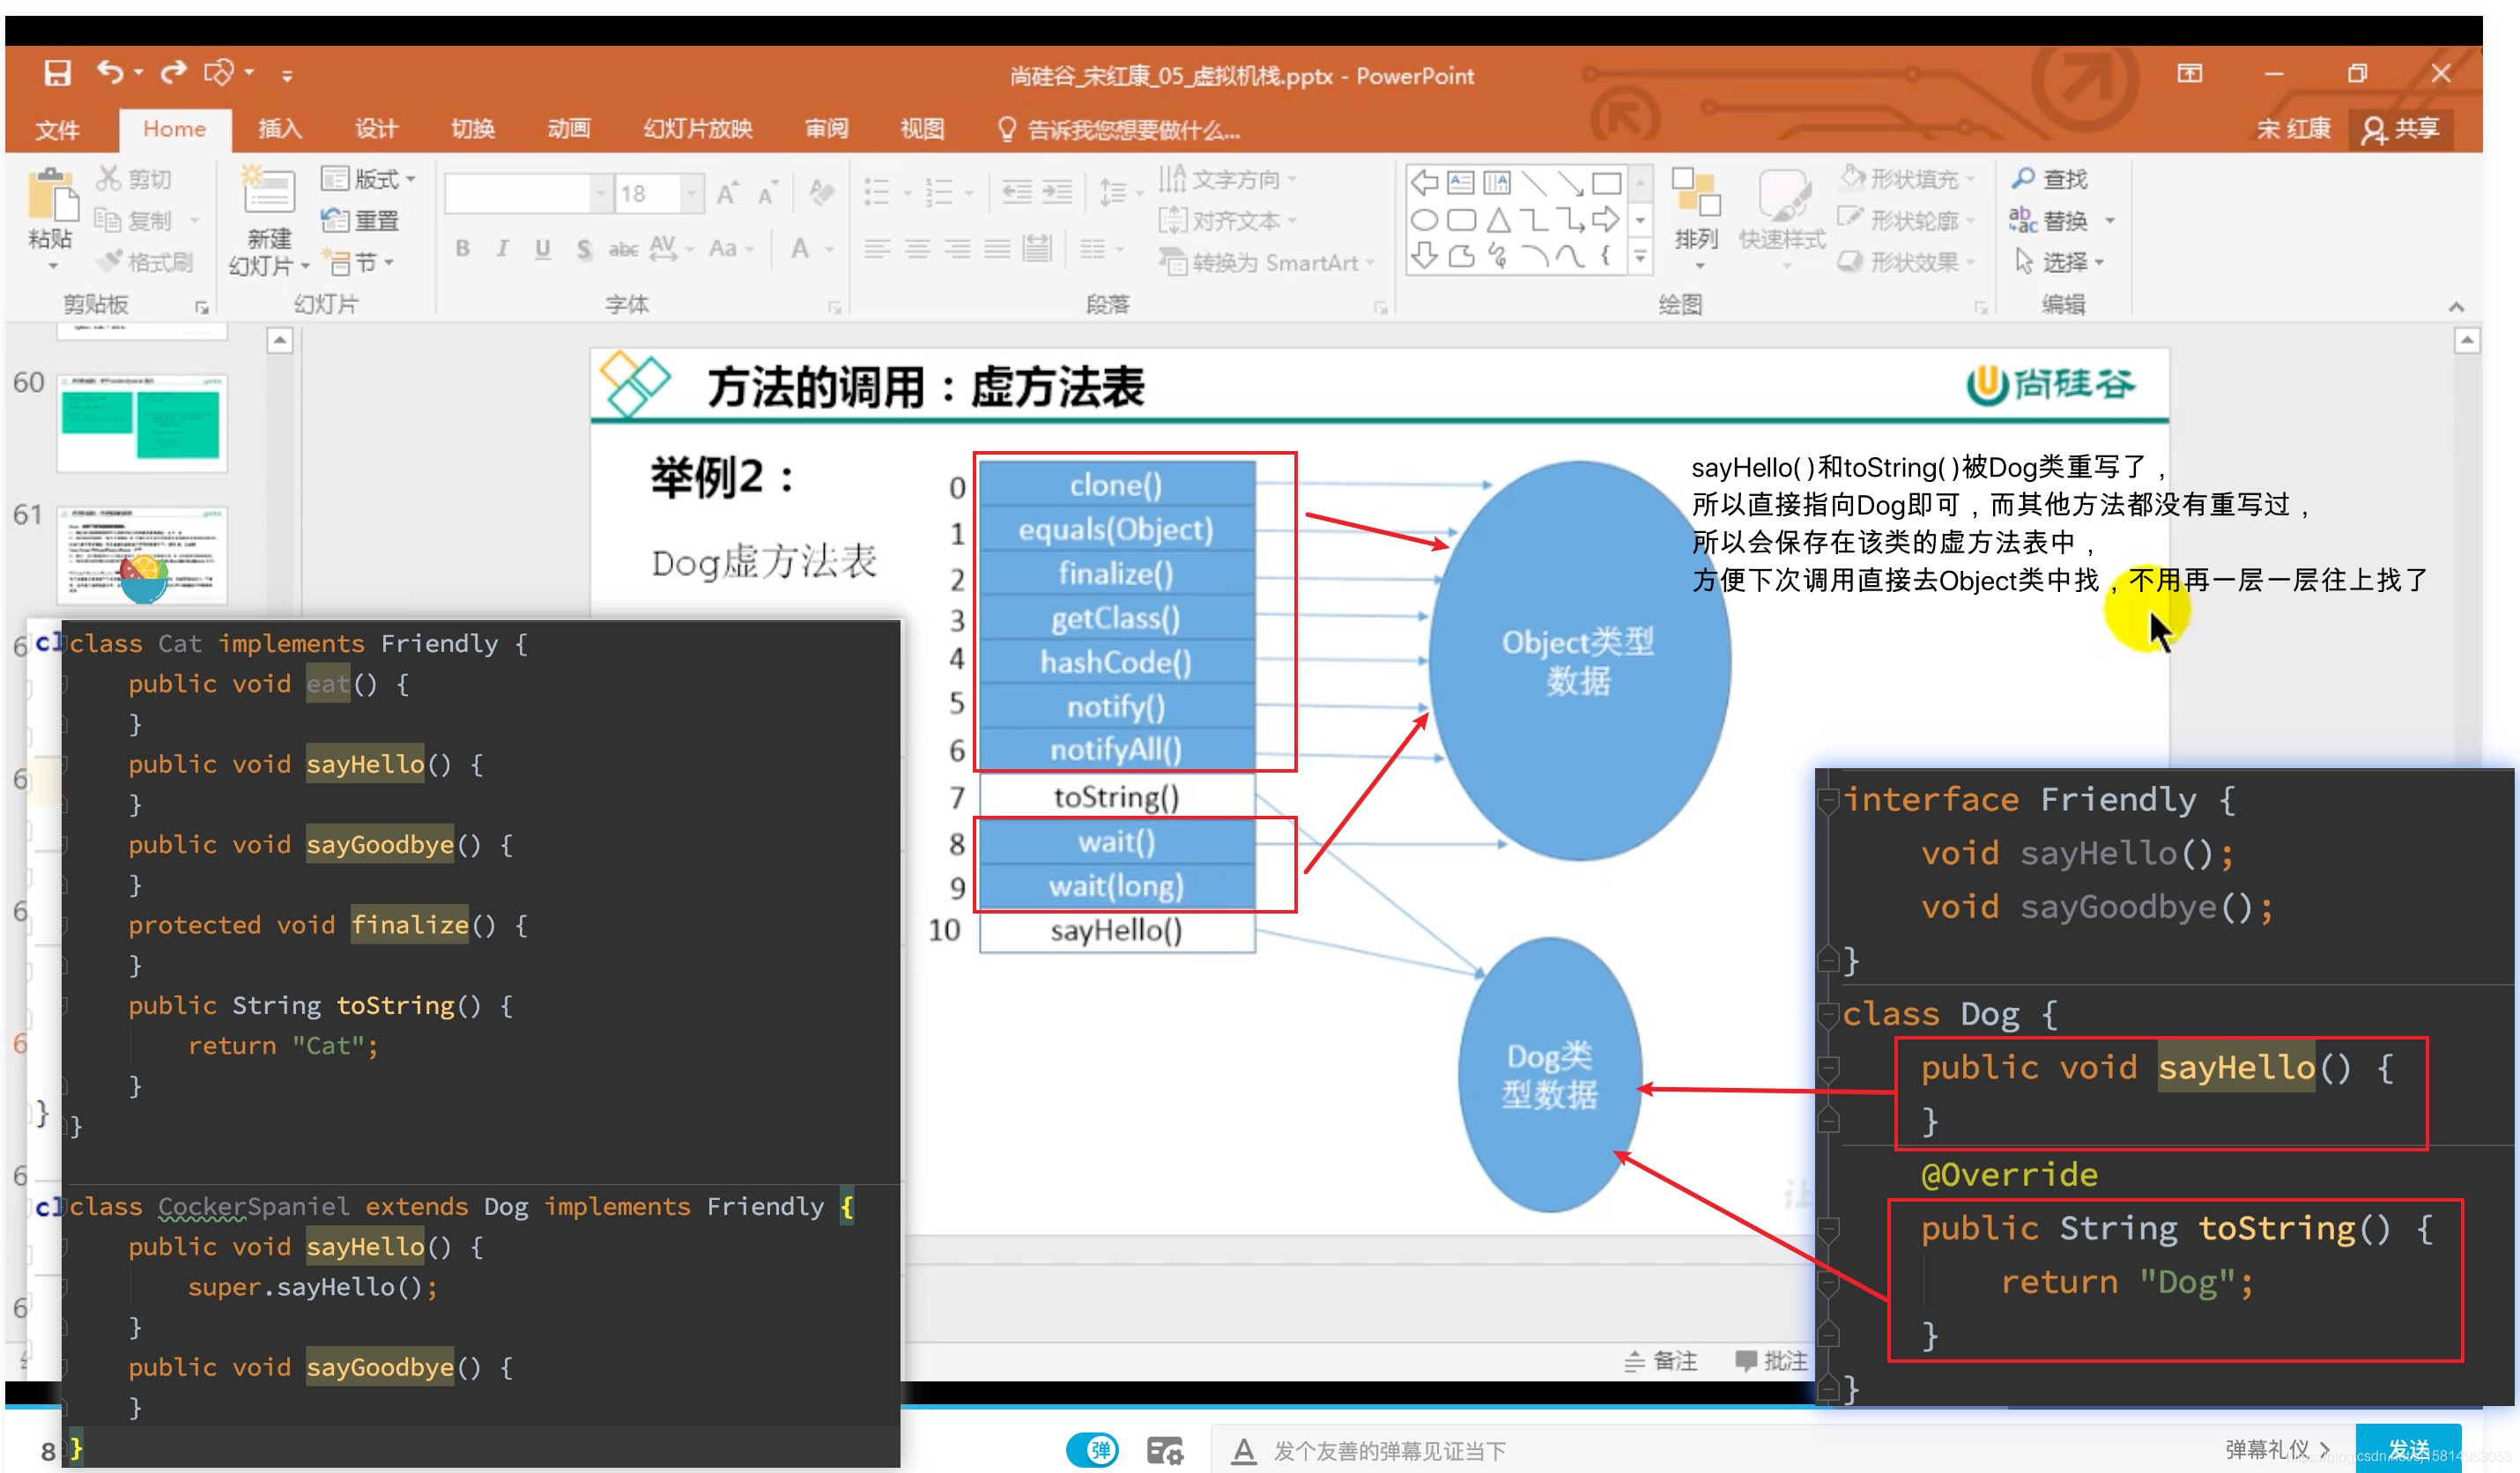 尚硅谷_宋红康_05_虚拟机栈.pptx - PowerPoint
文件 Home 插入 设计 切换 动画 幻灯片放映 审阅 视图 告诉我您想要做什么... 宋 红康 共享
粘贴 剪切 复制 格式刷 剪贴板
新建 幻灯片 版式 重置 节 幻灯片
18
B I U S abc AV Aa A
字体
文字方向
对齐文本
转换为 SmartArt
段落
排列 快速样式 形状填充 形状轮廓 形状效果
绘图
查找
替换
选择
编辑
60
61
方法的调用：虚方法表
尚硅谷
举例2：
Dog虚方法表
0 clone()
1 equals(Object)
2 finalize()
3 getClass()
4 hashCode()
5 notify()
6 notifyAll()
7 toString()
8 wait()
9 wait(long)
10 sayHello()
Object类型
数据
Dog类
型数据
sayHello()和toString()被Dog类重写了，
所以直接指向Dog即可，而其他方法都没有重写过，
所以会保存在该类的虚方法表中，
方便下次调用直接去Object类中找，不用再一层一层往上找了
class Cat implements Friendly {
public void eat() {
}
public void sayHello() {
}
public void sayGoodbye() {
}
protected void finalize() {
}
public String toString() {
return "Cat";
}
}
class CockerSpaniel extends Dog implements Friendly {
public void sayHello() {
super.sayHello();
}
public void sayGoodbye() {
}
}
interface Friendly {
void sayHello();
void sayGoodbye();
}
class Dog {
public void sayHello() {
}
@Override
public String toString() {
return "Dog";
}
}
备注 批注
8
弹
发个友善的弹幕见证当下
弹幕礼仪
发送